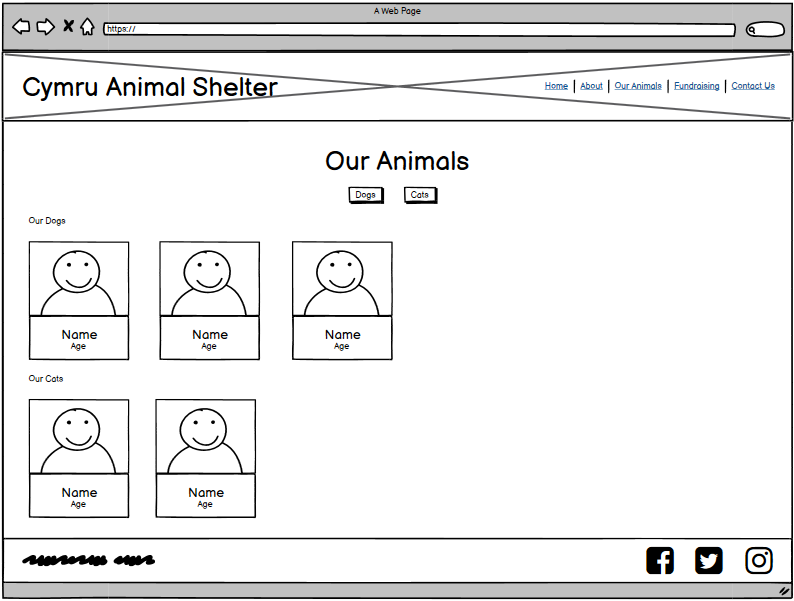 A Web Page
https://
Cymru Animal Shelter
Home | About | Our Animals | Fundraising | Contact Us
Our Animals
Dogs Cats
Our Dogs
Name Name Name
Age Age Age
Our Cats
Name Name
Age Age